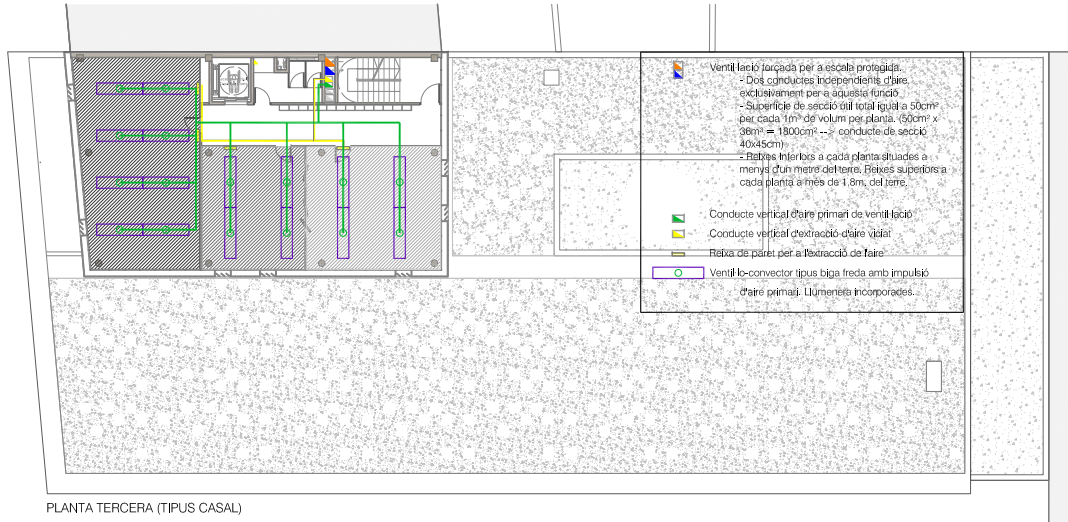 Ventil·lació forçada per a escala protegida.
- Dos conductes independents d'aire,
exclusivament per a aquesta funció
- Superfície de secció útil total igual a 50cm²
per cada 1m³ de volum per planta. (50cm² x
36m³ = 1800cm² --> conducte de secció
40x45cm)
- Reixes inferiors a cada planta situades a
menys d'un metre del terre. Reixes superiors a
cada planta a més de 1.8m. del terre.
Conducte vertical d'aire primari de ventil·lació
Conducte vertical d'extracció d'aire viciat
Reixa de paret per a l'extracció de l'aire
Ventil·lo-convector tipus biga freda amb impulsió
d'aire primari. Llumenera incorporades.
PLANTA TERCERA (TIPUS CASAL)